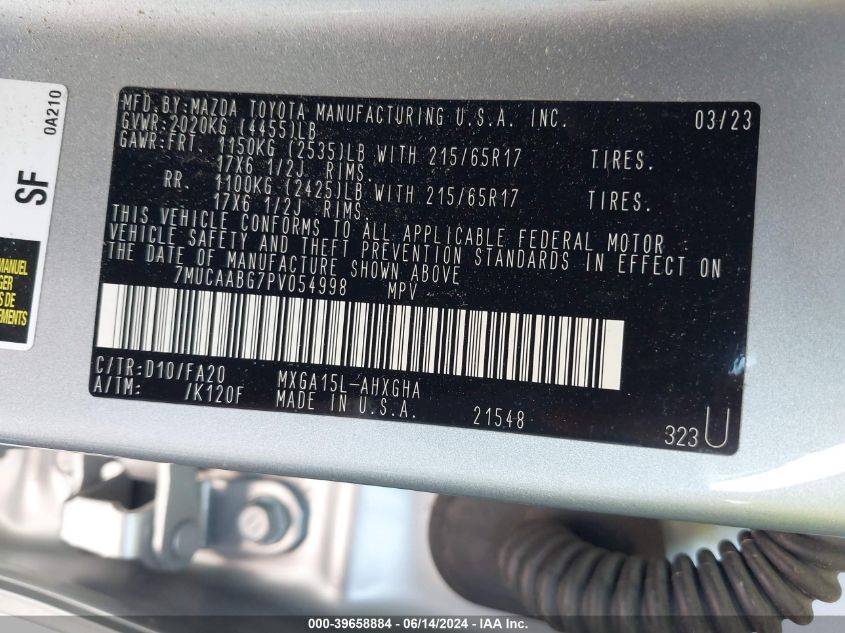 MFD. BY:MAZDA TOYOTA MANUFACTURING U.S.A. INC. 03/23
GVWR:2020KG (4455)LB
GAWR:FRT. 1150KG (2535)LB WITH 215/65R17 TIRES.
17X6 1/2J RIMS.
RR. 1100KG (2425)LB WITH 215/65R17 TIRES.
17X6 1/2J RIMS.
THIS VEHICLE CONFORMS TO ALL APPLICABLE FEDERAL MOTOR
VEHICLE SAFETY AND THEFT PREVENTION STANDARDS IN EFFECT ON
THE DATE OF MANUFACTURE SHOWN ABOVE
7MUCAABG7PV054998 MPV
C/TR:D10/FA20 MXGA15L-AHXGHA
A/TM: /K120F MADE IN U.S.A. 21548
323U
0A210
SF
MANUEL
GER
S DE
EMENTS
000-39658884 - 06/14/2024 - IAA Inc.